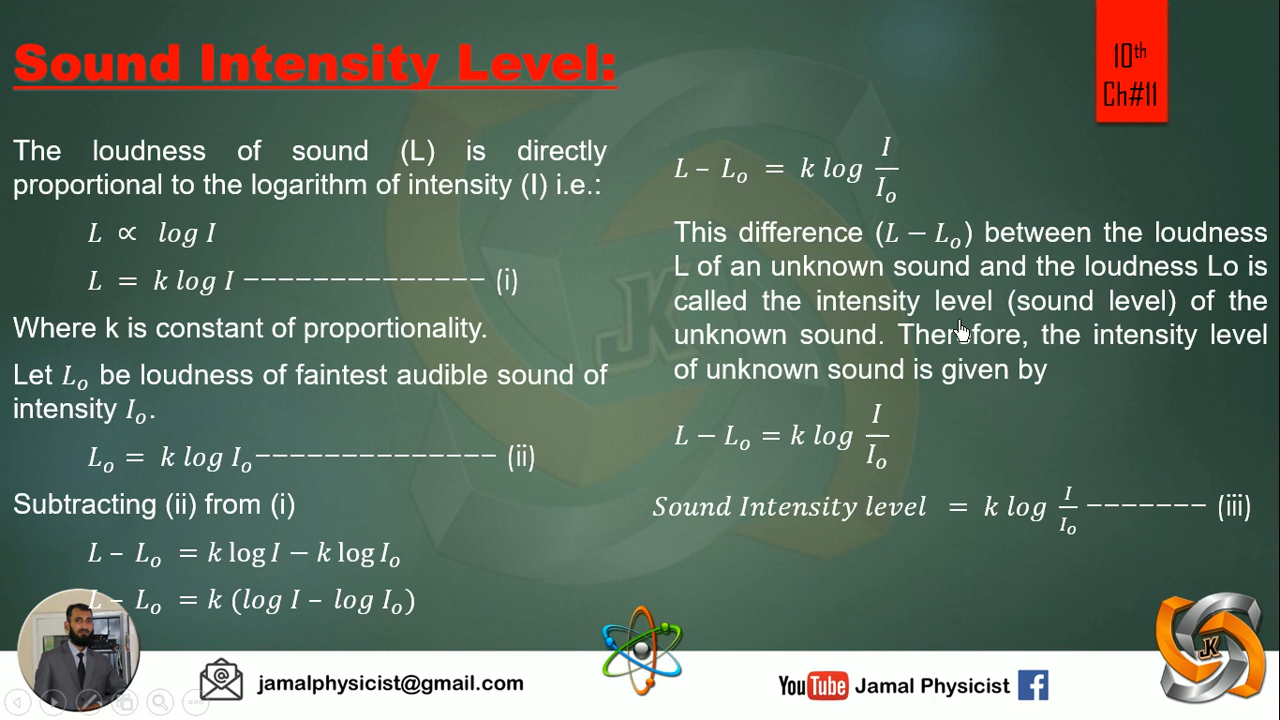 Sound Intensity Level:
10th
Ch#11
The loudness of sound (L) is directly
proportional to the logarithm of intensity (I) i.e.:
L ∝ log I
L = k log I −−−−−−−−−−−−−− (i)
Where k is constant of proportionality.
Let Lₒ be loudness of faintest audible sound of
intensity Iₒ.
Lₒ = k log Iₒ−−−−−−−−−−−−−− (ii)
Subtracting (ii) from (i)
L – Lₒ = k log I − k log Iₒ
L – Lₒ = k (log I – log Iₒ)
L – Lₒ = k log I/Iₒ
This difference (L − Lₒ) between the loudness
L of an unknown sound and the loudness Lo is
called the intensity level (sound level) of the
unknown sound. Therefore, the intensity level
of unknown sound is given by
L − Lₒ = k log I/Iₒ
Sound Intensity level = k log I/Iₒ −−−−−−− (iii)
jamalphysicist@gmail.com
YouTube Jamal Physicist f
JK
JK